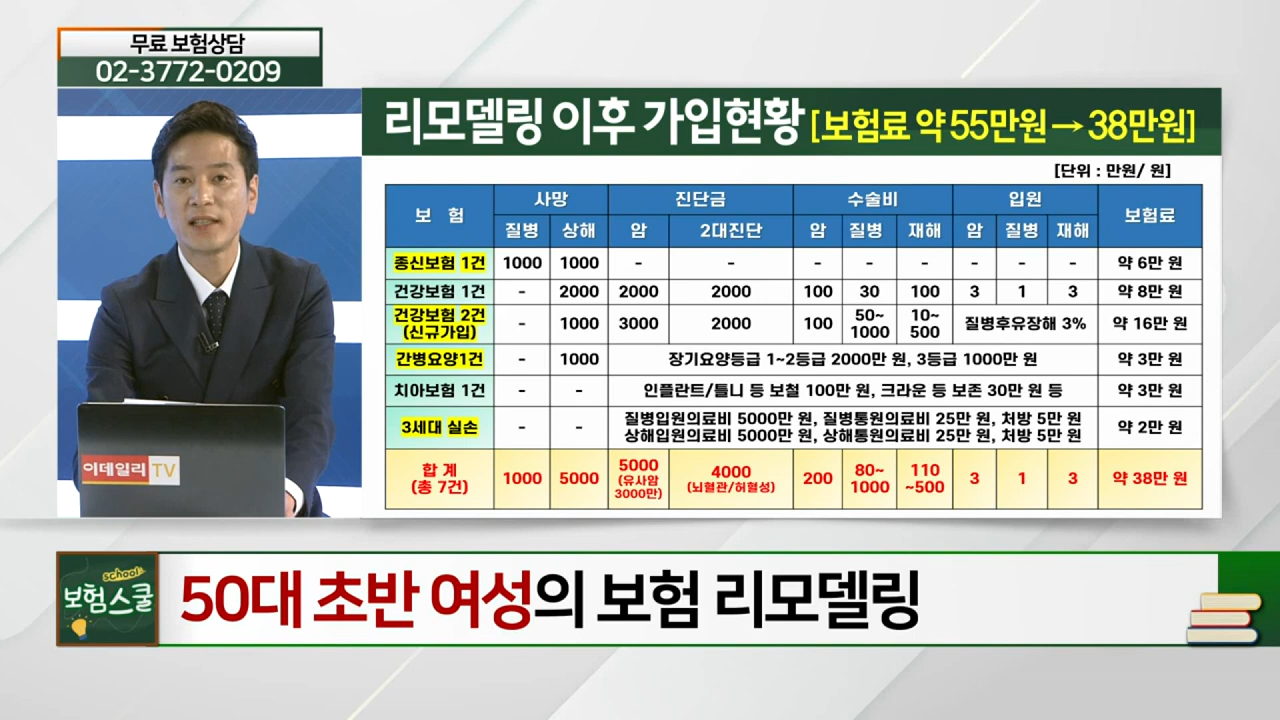 무료 보험상담
02-3772-0209
리모델링 이후 가입현황 [보험료 약 55만원→38만원]
[단위 : 만원/ 원]
보 험 사망 진단금 수술비 입원 보험료
질병 상해 암 2대진단 암 질병 재해 암 질병 재해
종신보험 1건 1000 1000 - - - - - - - - 약 6만 원
건강보험 1건 - 2000 2000 2000 100 30 100 3 1 3 약 8만 원
건강보험 2건 (신규가입) - 1000 3000 2000 100 50~1000 10~500 질병후유장해 3% 약 16만 원
간병요양1건 - 1000 장기요양등급 1~2등급 2000만 원, 3등급 1000만 원 약 3만 원
치아보험 1건 - - 인플란트/틀니 등 보철 100만 원, 크라운 등 보존 30만 원 등 약 3만 원
3세대 실손 - - 질병입원의료비 5000만 원, 질병통원의료비 25만 원, 처방 5만 원
상해입원의료비 5000만 원, 상해통원의료비 25만 원, 처방 5만 원 약 2만 원
합 계 (총 7건) 1000 5000 5000 (유사암 3000만) 4000 (뇌혈관/허혈성) 200 80~1000 110~500 3 1 3 약 38만 원
이데일리 TV
school
보험스쿨
50대 초반 여성의 보험 리모델링